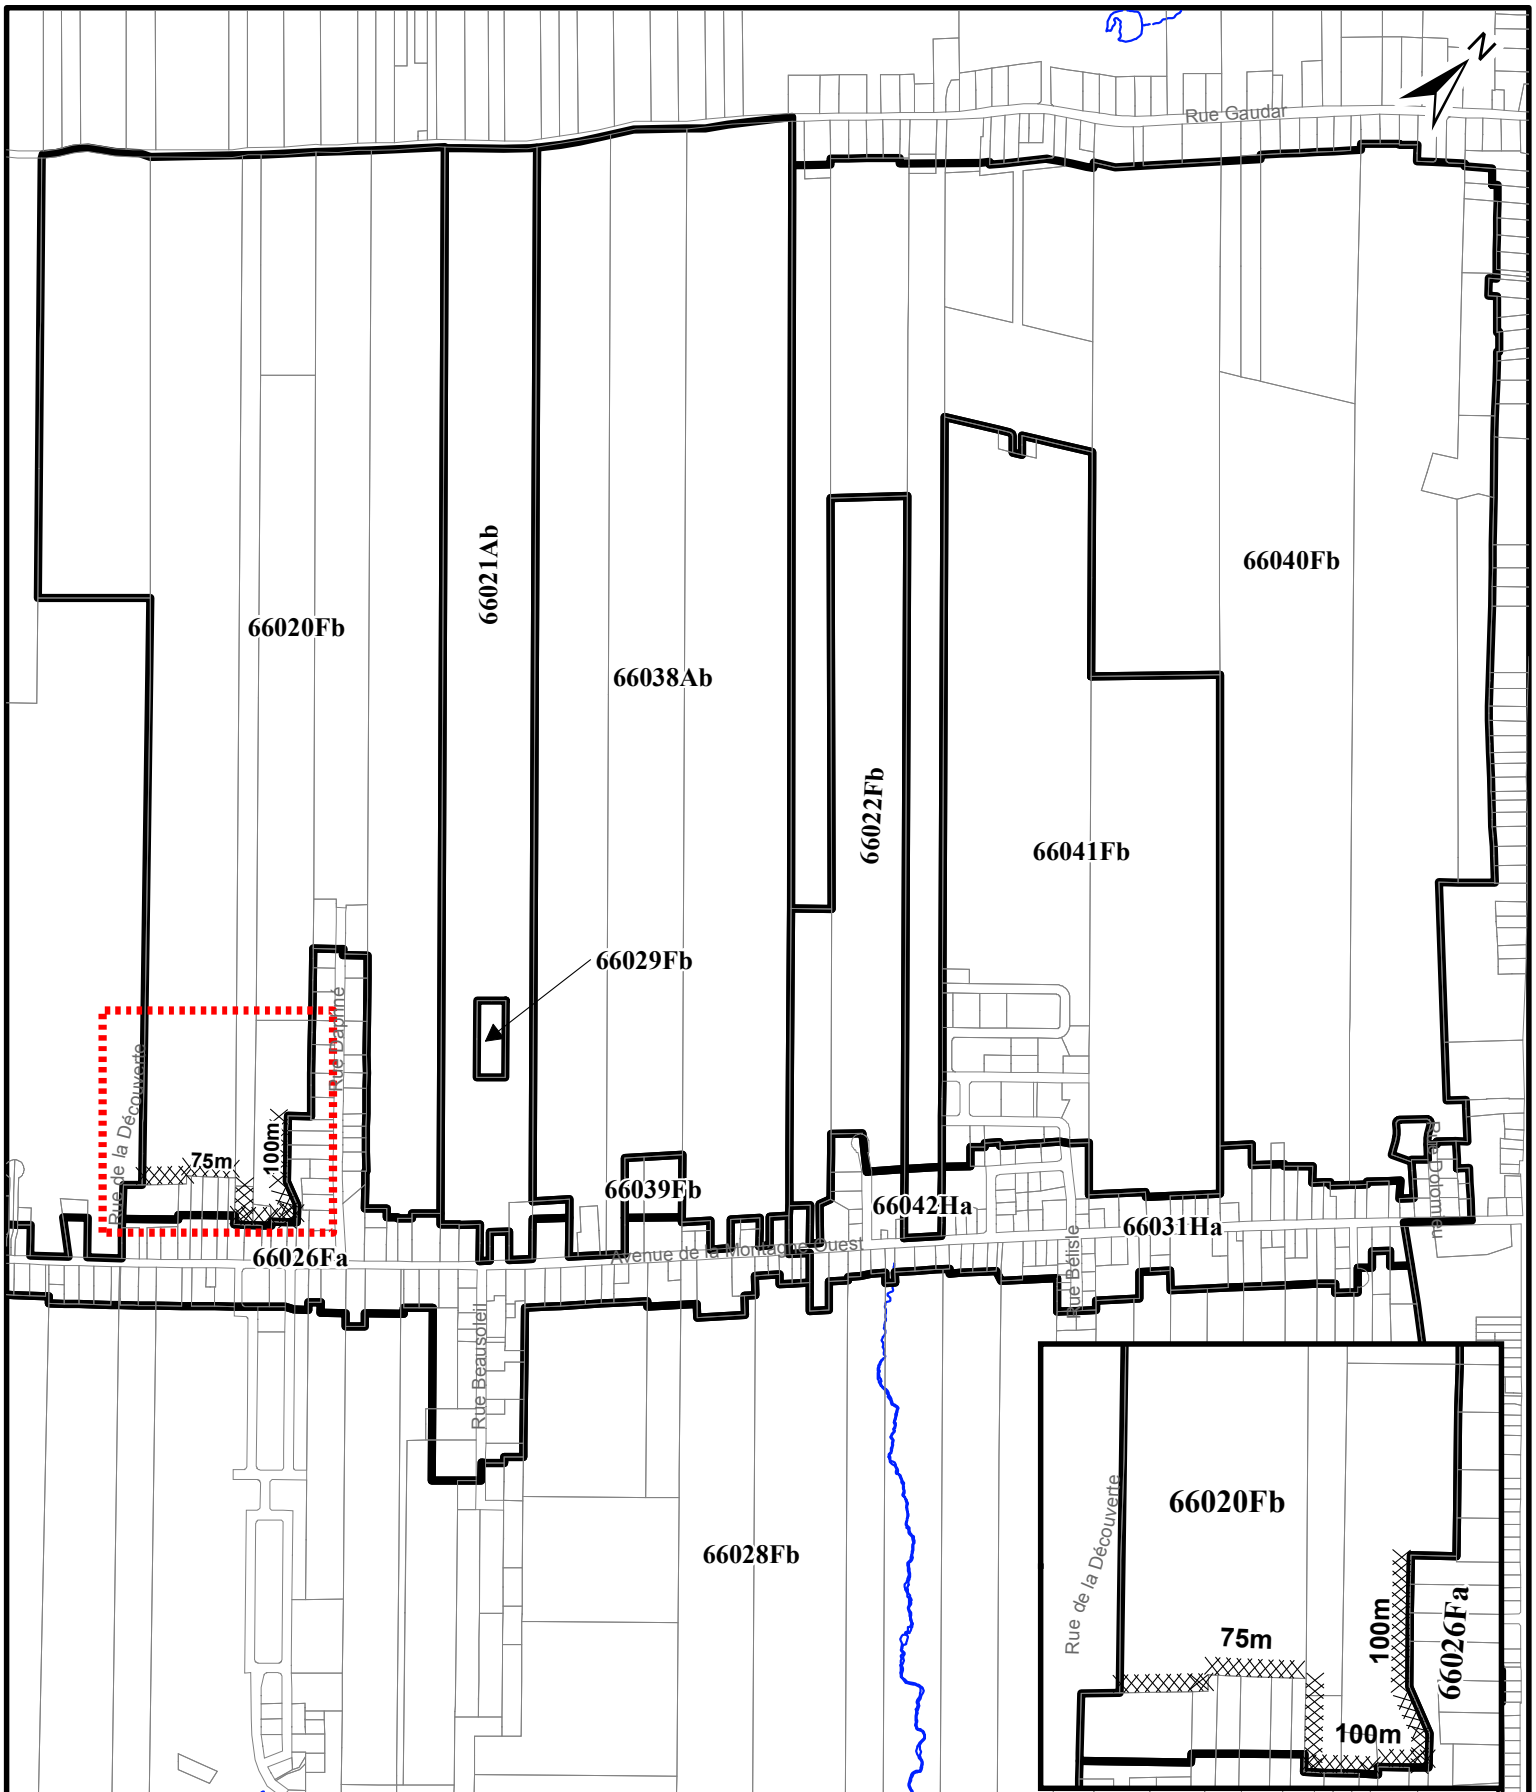 N
Rue Gaudar
66040Fb
66021Ab
66020Fb
66038Ab
66022Fb
66041Fb
66029Fb
Rue Daphné
Rue de la Découverte
100m
75m
66039Fb
66042Ha
66031Ha
Rue Dolomieu
66026Fa
Avenue de la Montagne Ouest
Rue Bélisle
Rue Beausoleil
66028Fb
66020Fb
Rue de la Découverte
75m
100m
66026Fa
100m